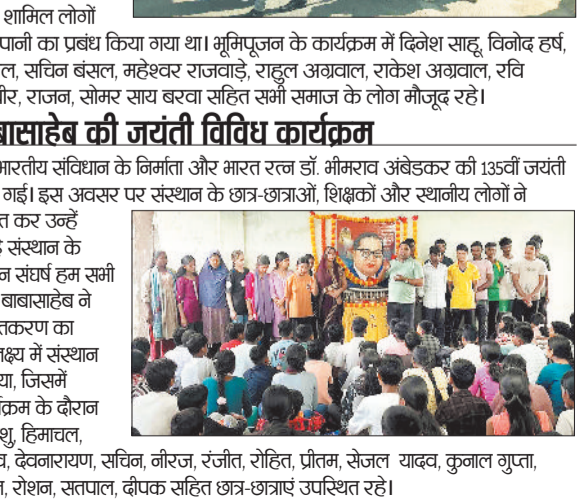 शामिल लोगों
पानी का प्रबंध किया गया था। भूमिपूजन के कार्यक्रम में दिनेश साहू, विनोद हर्ष,
ल, सचिन बंसल, महेश्वर राजवाड़े, राहुल अग्रवाल, राकेश अग्रवाल, रवि
राजन, सोमर साय बरवा सहित सभी समाज के लोग मौजूद रहे।
बासाहेब की जयंती विविध कार्यक्रम
भारतीय संविधान के निर्माता और भारत रत्न डॉ. भीमराव अंबेडकर की 135वीं जयंती
गई। इस अवसर पर संस्थान के छात्र-छात्राओं, शिक्षकों और स्थानीय लोगों ने
त कर उन्हें
संस्थान के
न संघर्ष हम सभी
बाबासाहेब ने
तकरण का
क्ष्य में संस्थान
या, जिसमें
क्रम के दौरान
शु, हिमाचल,
व, देवनारायण, सचिन, नीरज, रंजीत, रोहित, प्रीतम, सेजल यादव, कुनाल गुप्ता,
रोशन, सतपाल, दीपक सहित छात्र-छात्राएं उपस्थित रहे।